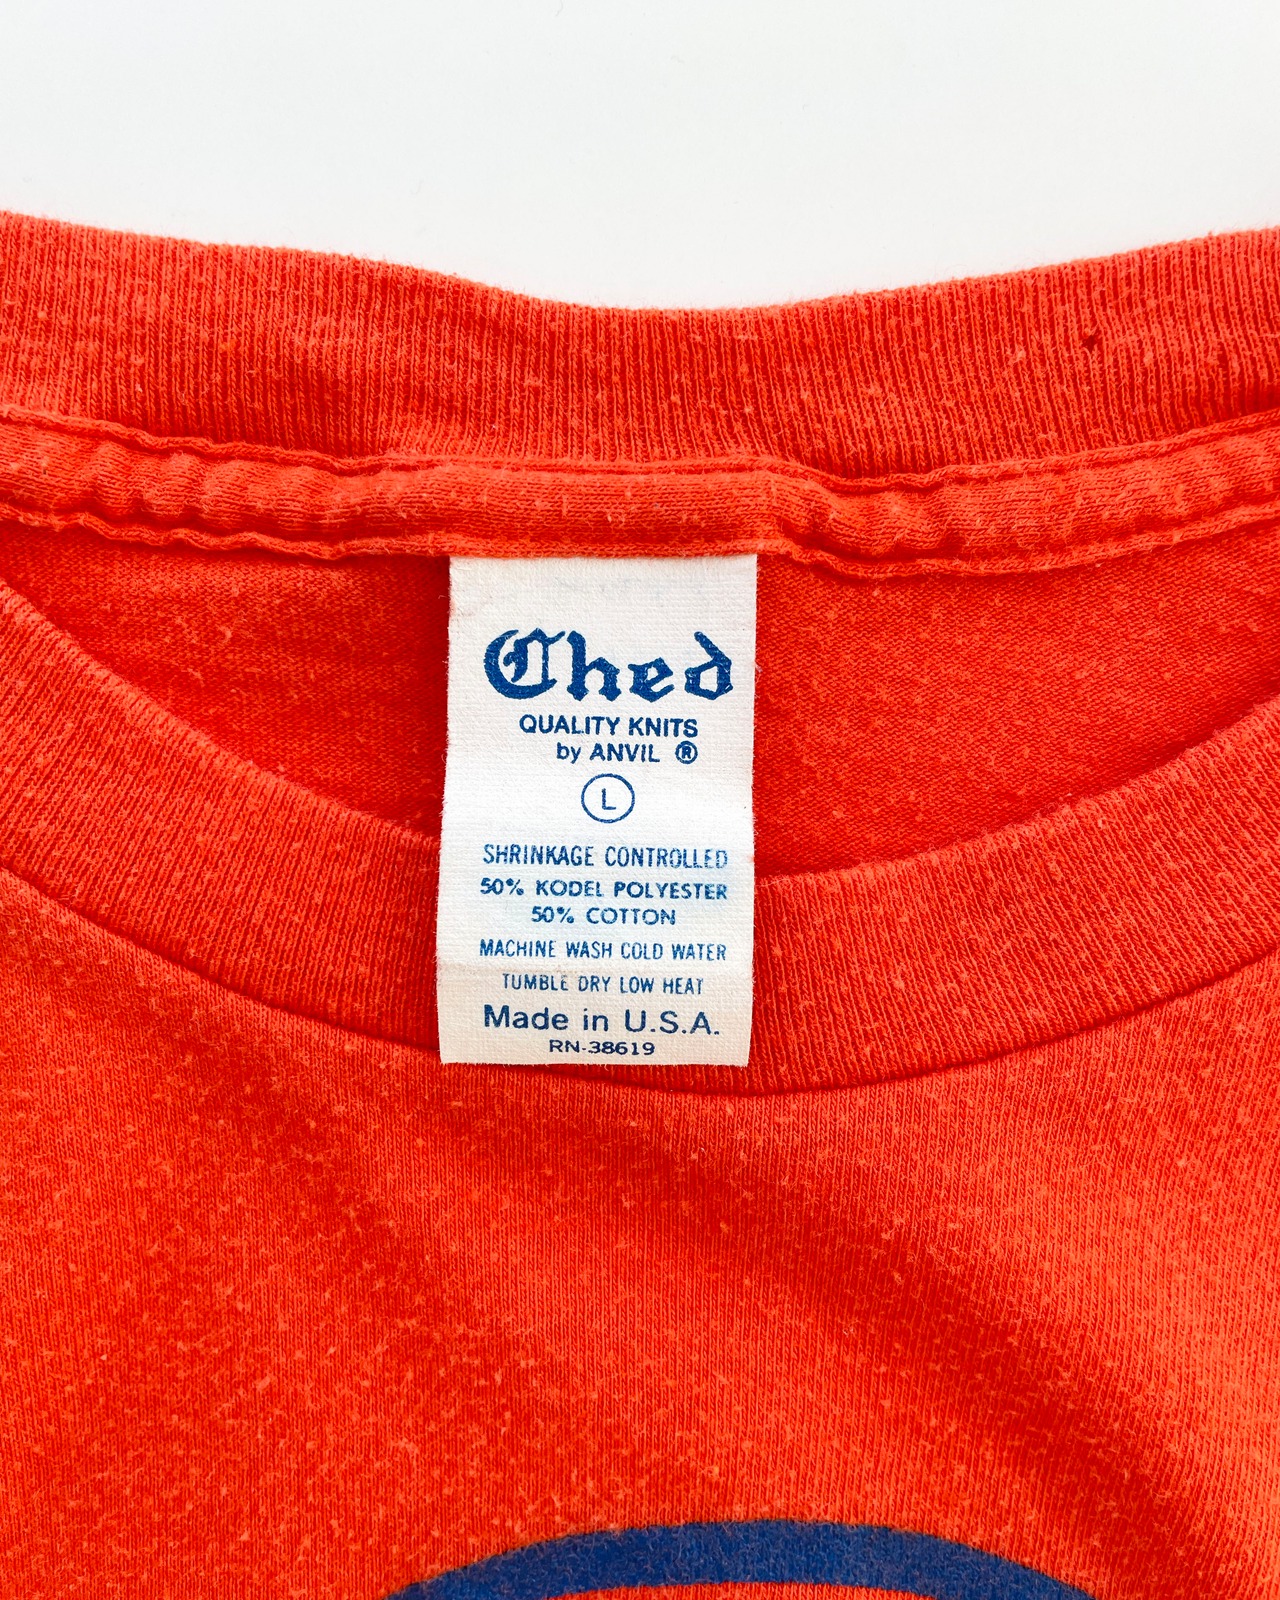 Ched
QUALITY KNITS
by ANVIL ®
L
SHRINKAGE CONTROLLED
50% KODEL POLYESTER
50% COTTON
MACHINE WASH COLD WATER
TUMBLE DRY LOW HEAT
Made in U.S.A.
RN-38619